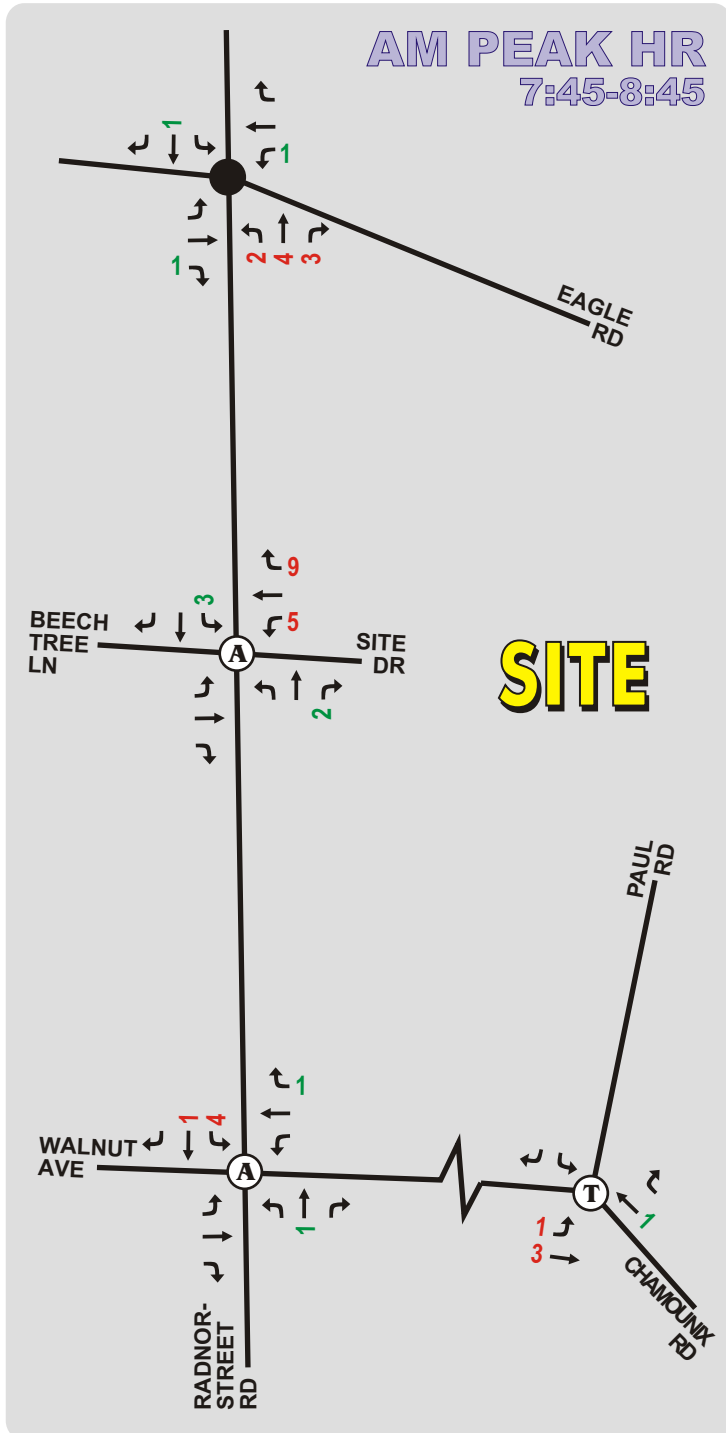 AM PEAK HR
7:45-8:45
1
1
1
2 4 3
EAGLE
RD
9
3
5
BEECH
TREE
LN
A
SITE
DR
SITE
2
PAUL
RD
1
1 4
WALNUT
AVE
A
T
1
1
1
3
CHAMOUNIX
RD
RADNOR-
STREET
RD